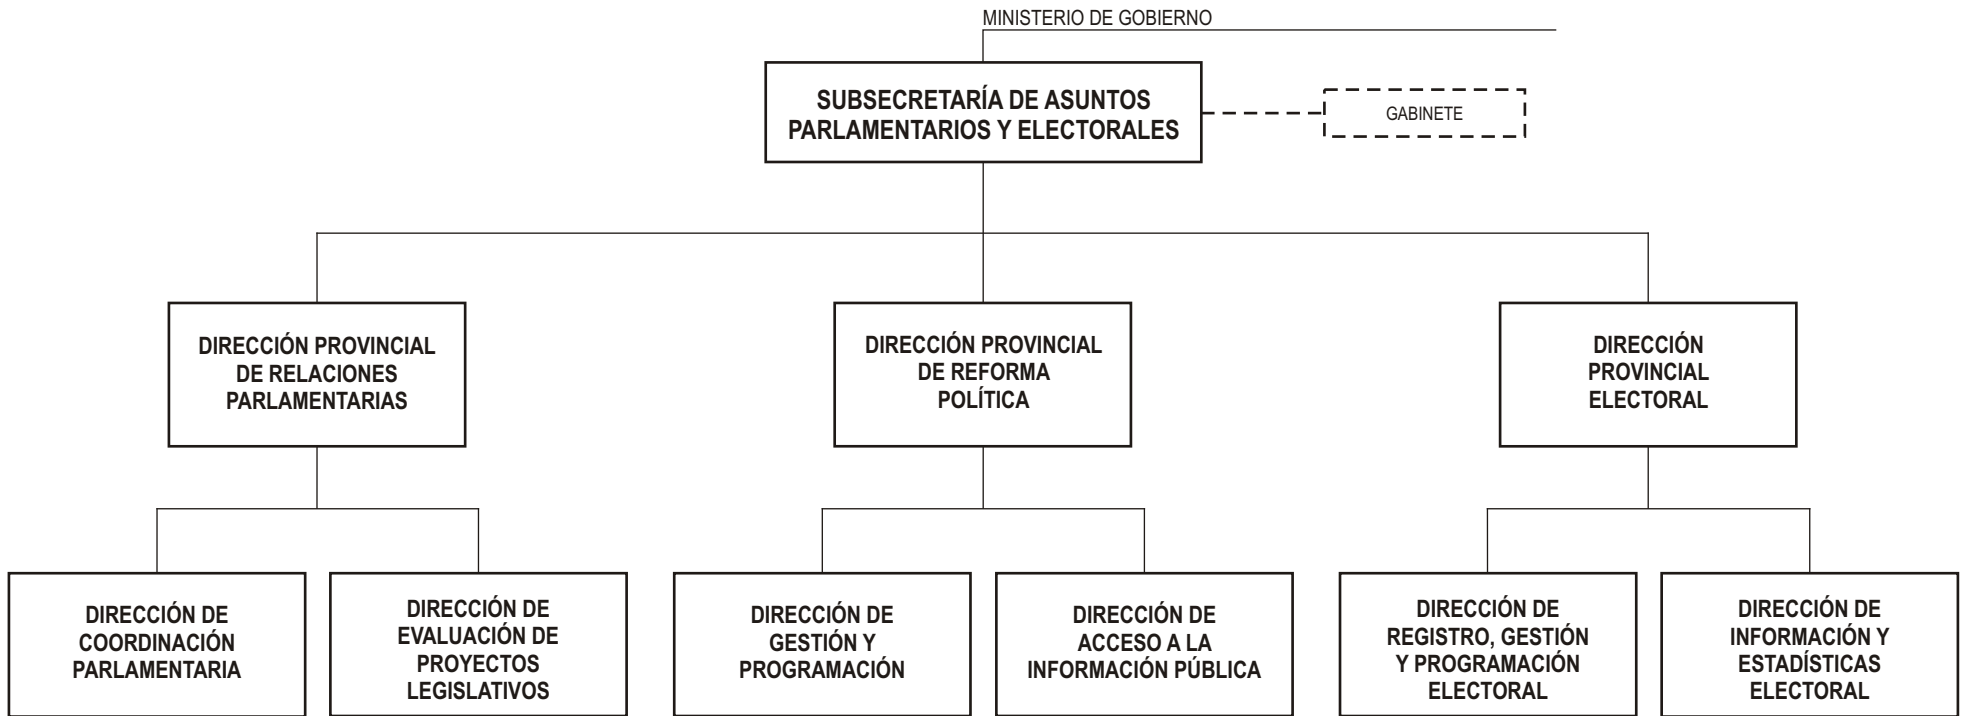 MINISTERIO DE GOBIERNO
SUBSECRETARÍA DE ASUNTOS
PARLAMENTARIOS Y ELECTORALES
GABINETE
DIRECCIÓN PROVINCIAL
DE RELACIONES
PARLAMENTARIAS
DIRECCIÓN PROVINCIAL
DE REFORMA
POLÍTICA
DIRECCIÓN
PROVINCIAL
ELECTORAL
DIRECCIÓN DE
COORDINACIÓN
PARLAMENTARIA
DIRECCIÓN DE
EVALUACIÓN DE
PROYECTOS
LEGISLATIVOS
DIRECCIÓN DE
GESTIÓN Y
PROGRAMACIÓN
DIRECCIÓN DE
ACCESO A LA
INFORMACIÓN PÚBLICA
DIRECCIÓN DE
REGISTRO, GESTIÓN
Y PROGRAMACIÓN
ELECTORAL
DIRECCIÓN DE
INFORMACIÓN Y
ESTADÍSTICAS
ELECTORAL